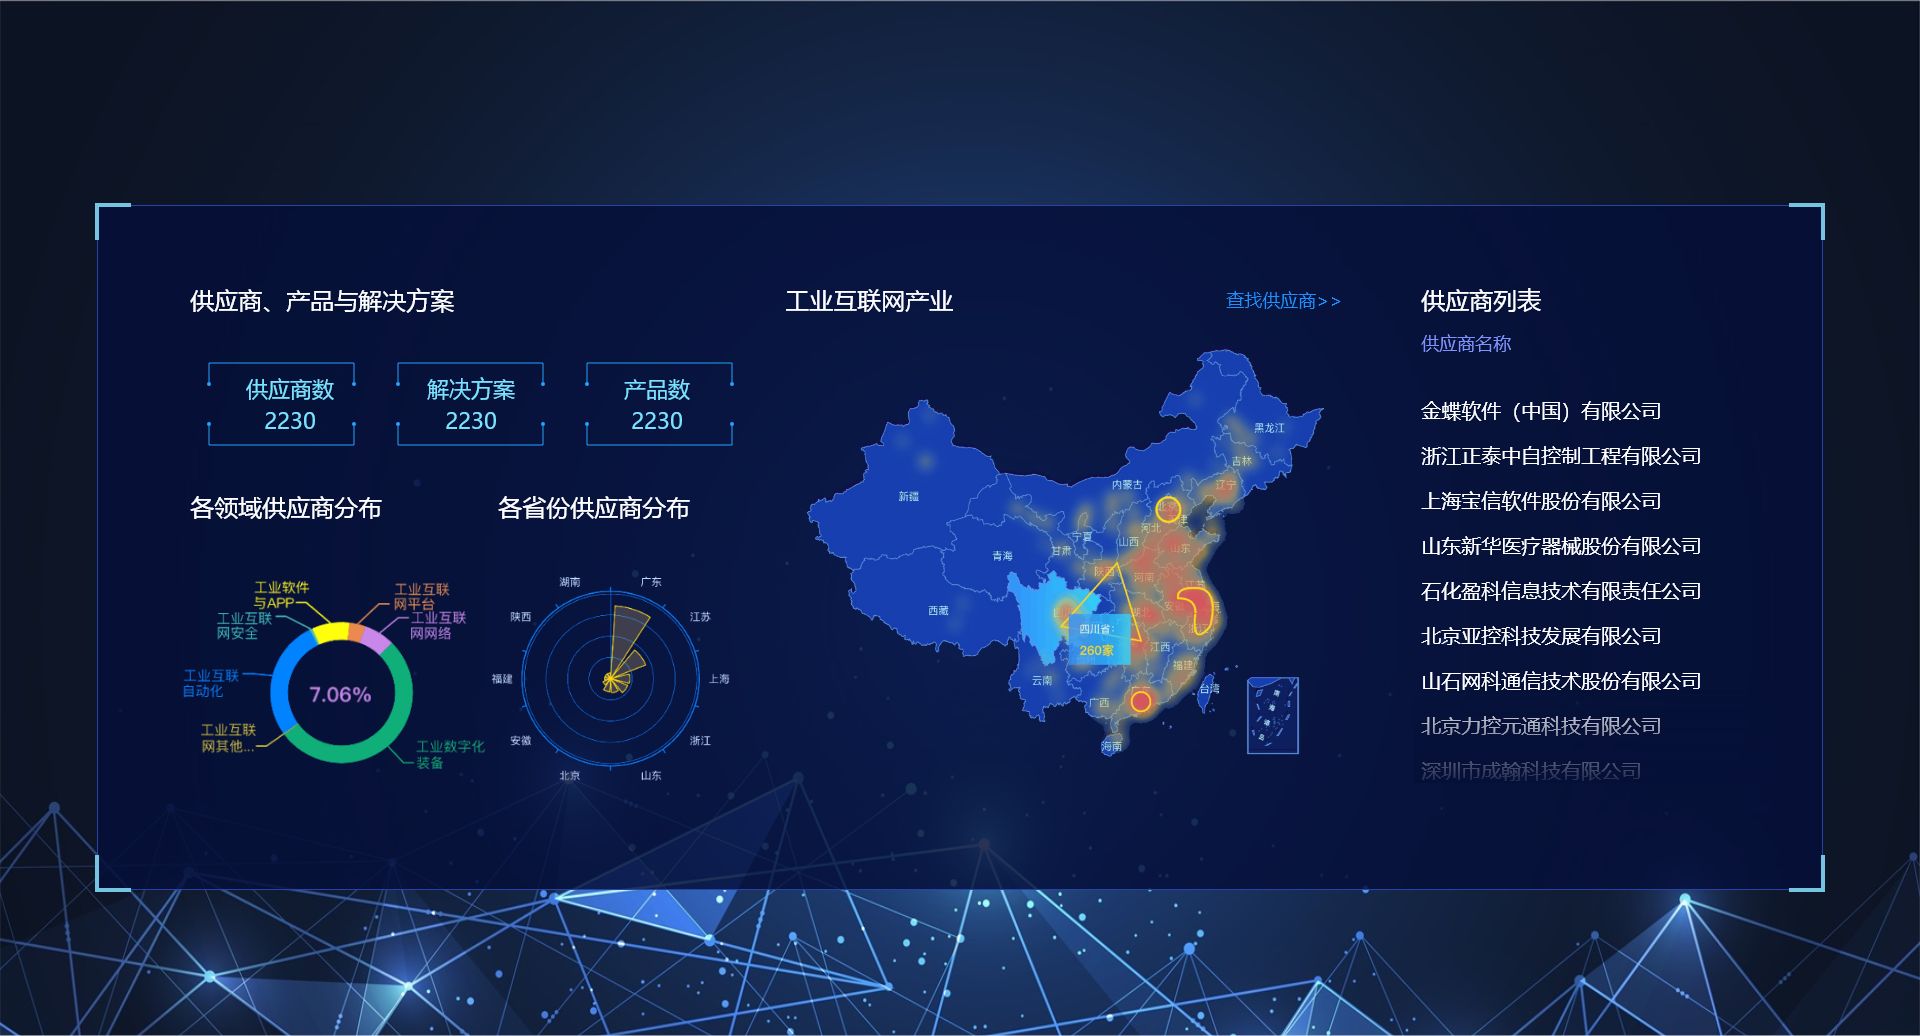 供应商、产品与解决方案
供应商数
2230
解决方案
2230
产品数
2230
各领域供应商分布
各省份供应商分布
工业软件
与APP
工业互联
网平台
工业互联
网安全
工业互联
网网络
工业互联
自动化
7.06%
工业互联
网其他...
工业数字化
装备
湖南
广东
陕西
江苏
福建
上海
安徽
浙江
北京
山东
工业互联网产业
查找供应商>>
黑龙江
吉林
辽宁
内蒙古
新疆
北京
河北
山西
宁夏
山东
甘肃
青海
陕西
河南
江苏
安徽
西藏
四川省:
260家
江西
福建
云南
广西
台湾
海南
供应商列表
供应商名称
金蝶软件（中国）有限公司
浙江正泰中自控制工程有限公司
上海宝信软件股份有限公司
山东新华医疗器械股份有限公司
石化盈科信息技术有限责任公司
北京亚控科技发展有限公司
山石网科通信技术股份有限公司
北京力控元通科技有限公司
深圳市成翰科技有限公司